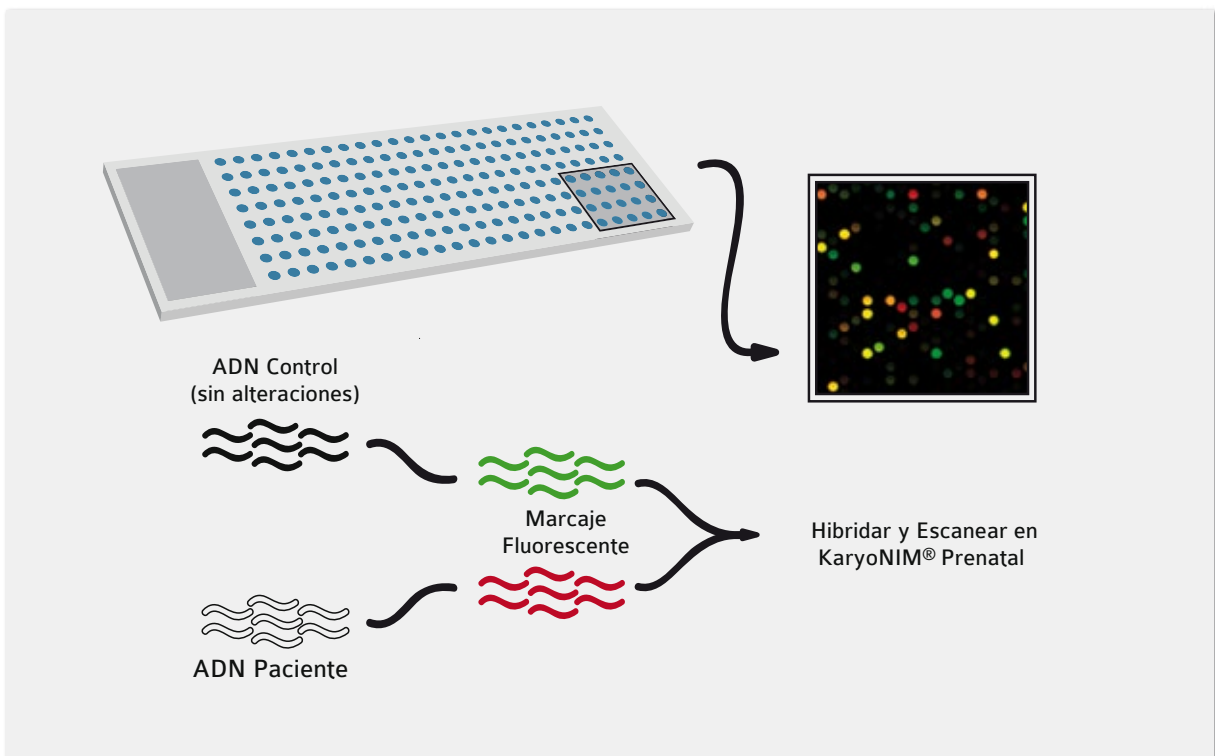 ADN Control
(sin alteraciones)
Marcaje
Fluorescente
Hibridar y Escanear en
KaryoNIM® Prenatal
ADN Paciente